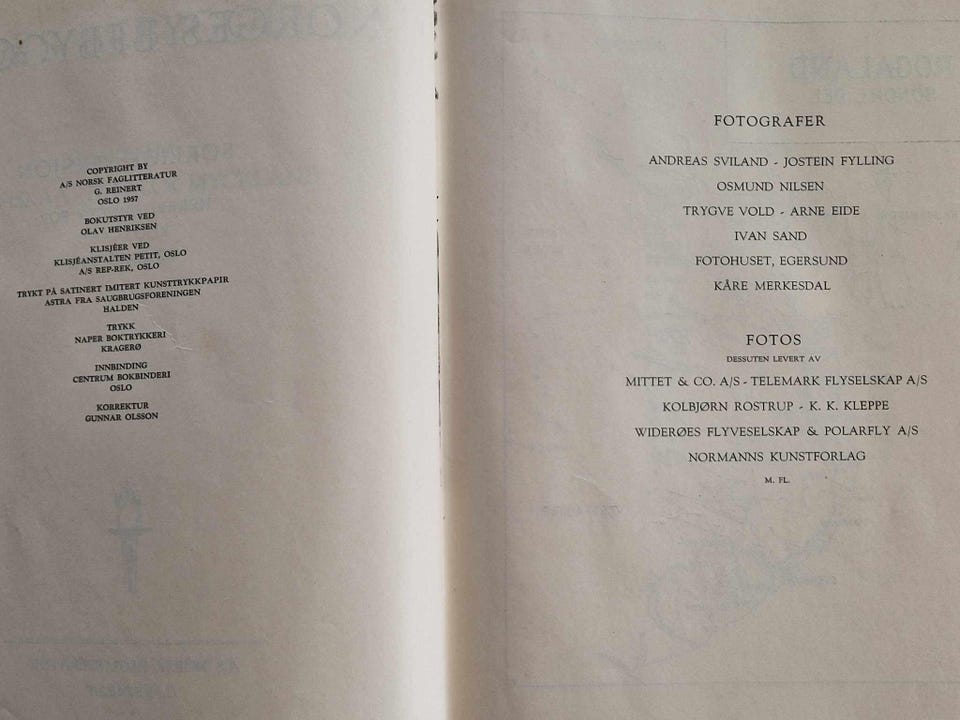 COPYRIGHT BY
A/S NORSK FAGLITTERATUR
G. REINERT
OSLO 1957
BOKUTSTYR VED
OLAV HENRIKSEN
KLISJÉER VED
KLISJÉANSTALTEN PETIT, OSLO
A/S REP-REK, OSLO
TRYKT PÅ SATINERT IMITERT KUNSTTRYKKPAPIR
ASTRA FRA SAUGBRUGSFORENINGEN
HALDEN
TRYKK
NAPER BOKTRYKKERI
KRAGERØ
INNBINDING
CENTRUM BOKBINDERI
OSLO
KORREKTUR
GUNNAR OLSSON
FOTOGRAFER
ANDREAS SVILAND - JOSTEIN FYLLING
OSMUND NILSEN
TRYGVE VOLD - ARNE EIDE
IVAN SAND
FOTOHUSET, EGERSUND
KÅRE MERKESDAL
FOTOS
DESSUTEN LEVERT AV
MITTET & CO. A/S - TELEMARK FLYSELSKAP A/S
KOLBJØRN ROSTRUP - K. K. KLEPPE
WIDERØES FLYVESELSKAP & POLARFLY A/S
NORMANNS KUNSTFORLAG
M. FL.